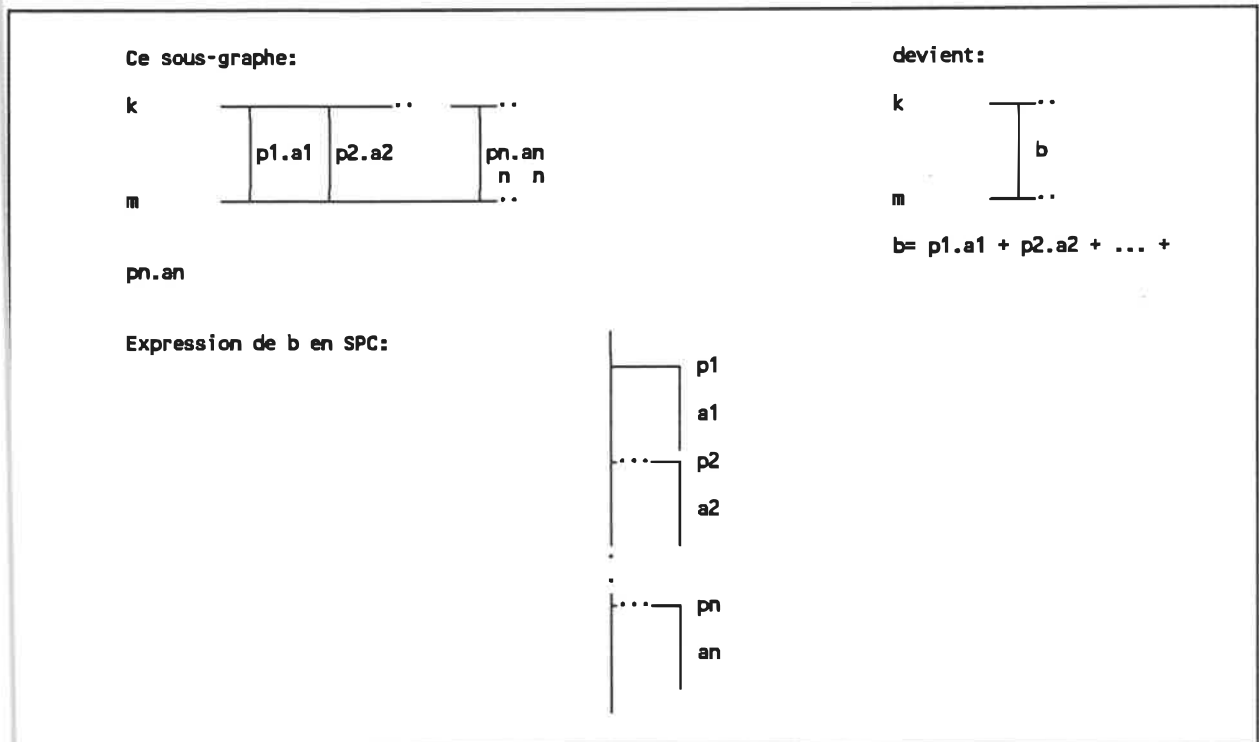 Ce sous-graphe:
devient:
k
..
..
k
..
p1.a1 p2.a2 pn.an
n n
b
m
..
m
..
b= p1.a1 + p2.a2 + ... +
pn.an
Expression de b en SPC:
p1
a1
... p2
a2
.
.
... pn
an